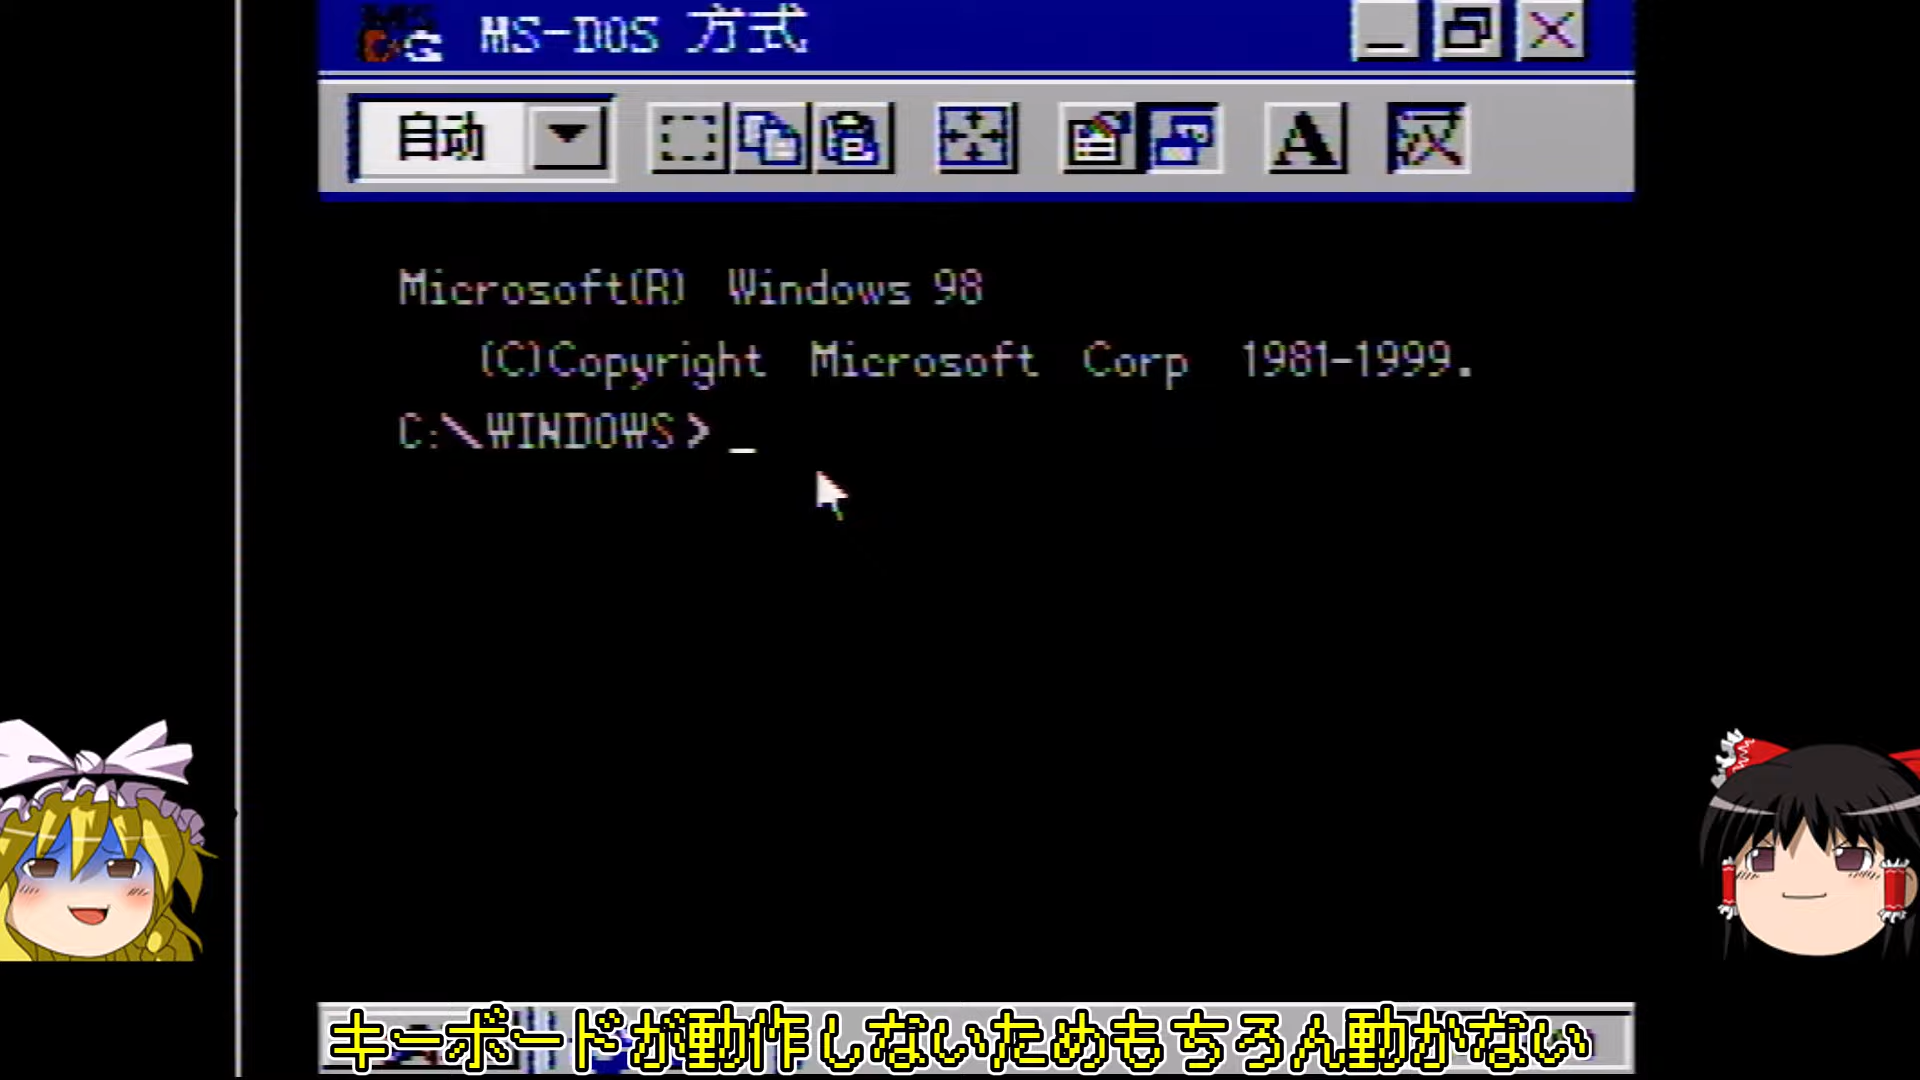 MS-DOS 方式
自动
A
汉
Microsoft(R) Windows 98
(C)Copyright Microsoft Corp 1981-1999.
C:\WINDOWS>_
キーボードが動作しないためもちろん動かない